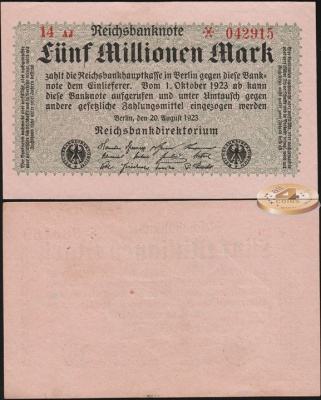 14 AJ Reichsbanknote * 042915
Fünf Millionen Mark
zahlt die Reichsbankhauptkasse in Berlin gegen diese Bank-
note dem Einlieferer. Vom 1. Oktober 1923 ab kann
diese Banknote aufgerufen und unter Umtausch gegen
andere gesetzliche Zahlungsmittel eingezogen werden
Berlin, den 20. August 1923
Reichsbankdirektorium
4
COINS